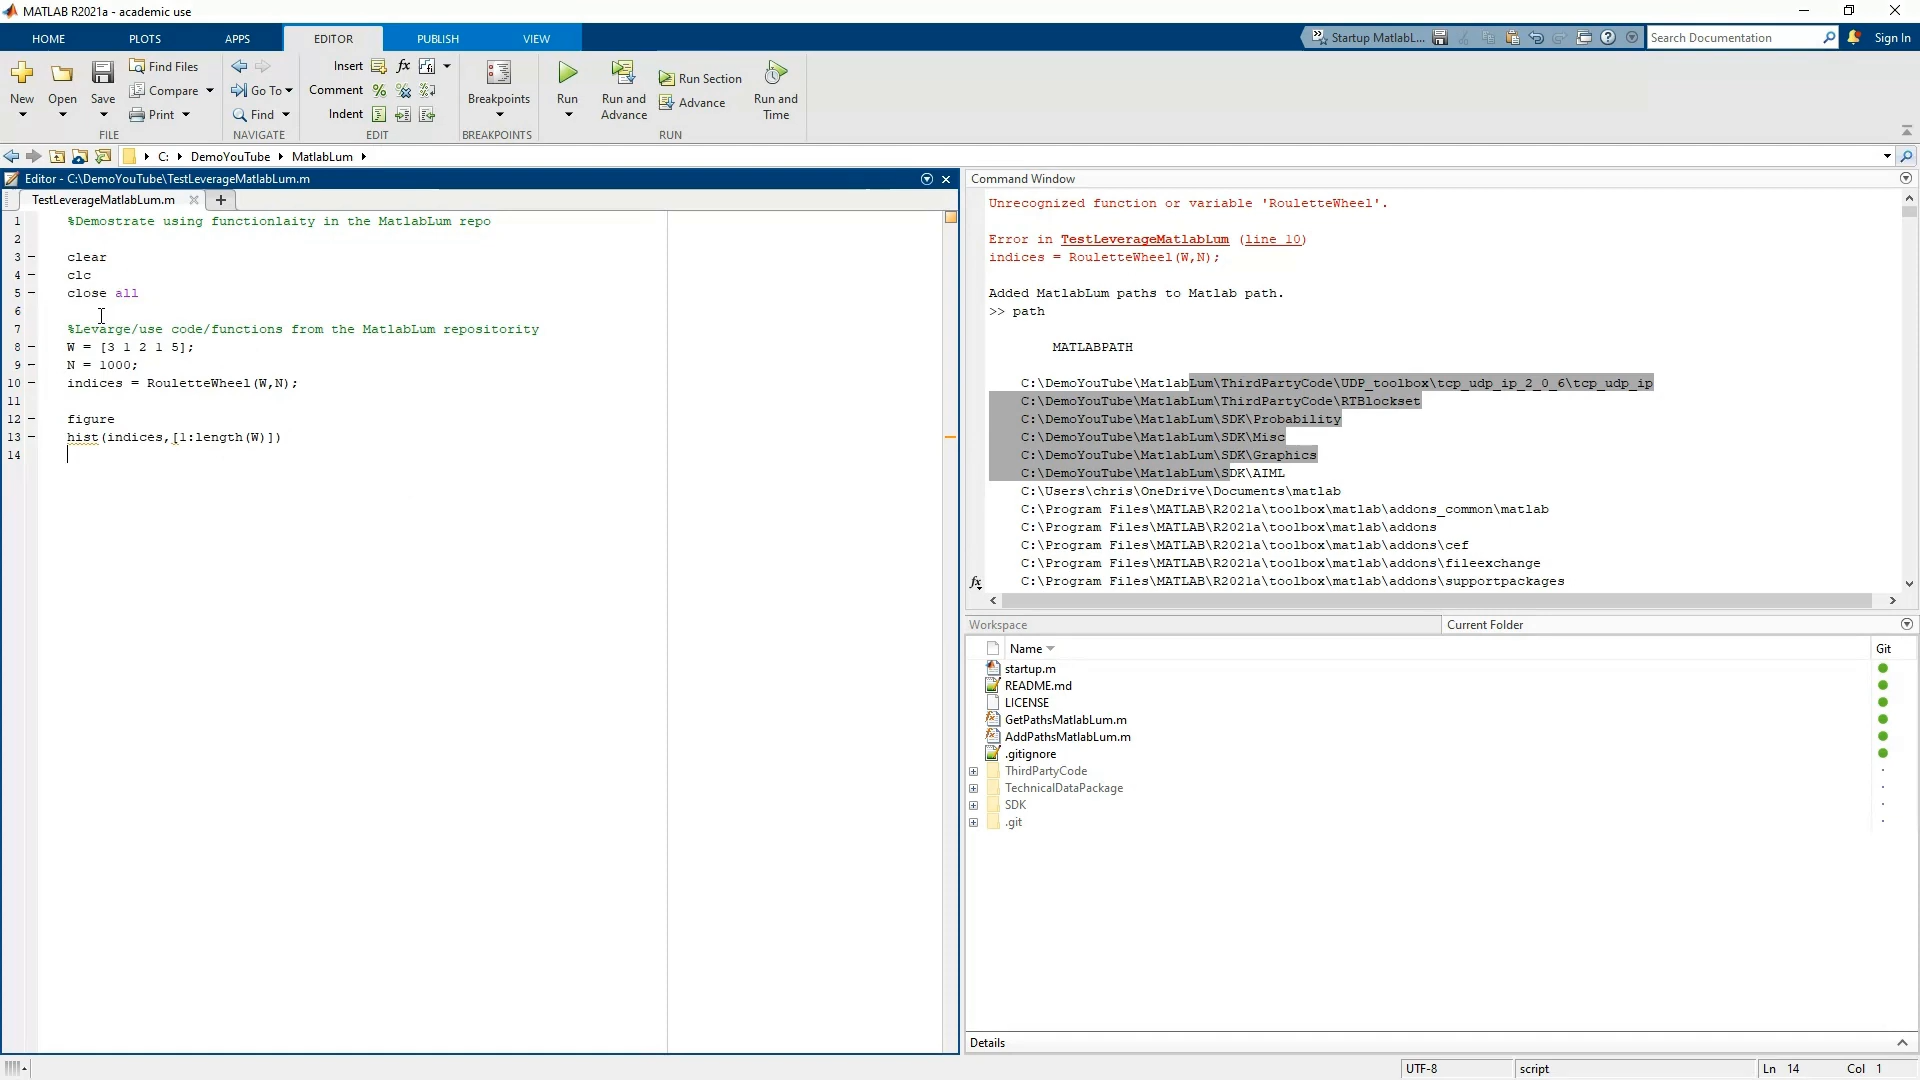 MATLAB R2021a - academic use
HOME PLOTS APPS EDITOR PUBLISH VIEW
Startup MatlabL...
Search Documentation
Sign In
New Open Save
Find Files
Compare
Print
FILE
Go To
Find
NAVIGATE
Insert fx
Comment
Indent
EDIT
Breakpoints
BREAKPOINTS
Run
Run and Advance
Run Section
Advance
Run and Time
RUN
C: DemoYouTube MatlabLum
Editor - C:\DemoYouTube\TestLeverageMatlabLum.m
TestLeverageMatlabLum.m
1 %Demostrate using functionlaity in the MatlabLum repo
2
3 - clear
4 - clc
5 - close all
6
7 %Levarge/use code/functions from the MatlabLum repositority
8 - W = [3 1 2 1 5];
9 - N = 1000;
10 - indices = RouletteWheel(W,N);
11
12 - figure
13 - hist(indices,[1:length(W)])
14
Command Window
Unrecognized function or variable 'RouletteWheel'.
Error in TestLeverageMatlabLum (line 10)
indices = RouletteWheel(W,N);
Added MatlabLum paths to Matlab path.
>> path
MATLABPATH
C:\DemoYouTube\MatlabLum\ThirdPartyCode\UDP_toolbox\tcp_udp_ip_2_0_6\tcp_udp_ip
C:\DemoYouTube\MatlabLum\ThirdPartyCode\RTBlockset
C:\DemoYouTube\MatlabLum\SDK\Probability
C:\DemoYouTube\MatlabLum\SDK\Misc
C:\DemoYouTube\MatlabLum\SDK\Graphics
C:\DemoYouTube\MatlabLum\SDK\AIML
C:\Users\chris\OneDrive\Documents\matlab
C:\Program Files\MATLAB\R2021a\toolbox\matlab\addons_common\matlab
C:\Program Files\MATLAB\R2021a\toolbox\matlab\addons
C:\Program Files\MATLAB\R2021a\toolbox\matlab\addons\cef
C:\Program Files\MATLAB\R2021a\toolbox\matlab\addons\fileexchange
C:\Program Files\MATLAB\R2021a\toolbox\matlab\addons\supportpackages
fx
Workspace
Current Folder
Name Git
startup.m
README.md
LICENSE
GetPathsMatlabLum.m
AddPathsMatlabLum.m
.gitignore
ThirdPartyCode
TechnicalDataPackage
SDK
.git
Details
UTF-8 script Ln 14 Col 1